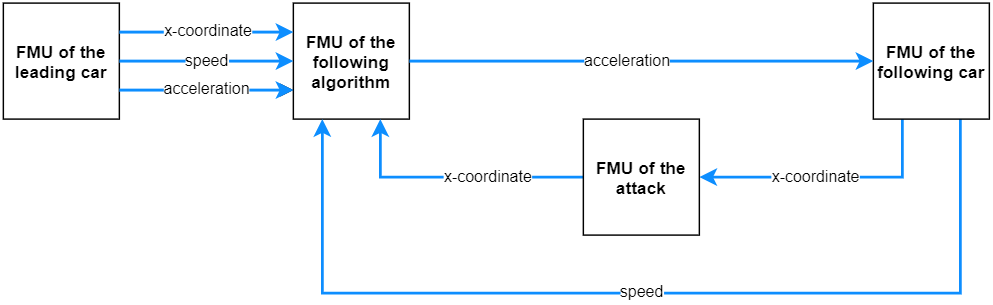 FMU of the
leading car
x-coordinate
speed
acceleration
FMU of the
following
algorithm
acceleration
FMU of the
following car
x-coordinate
FMU of the
attack
x-coordinate
speed